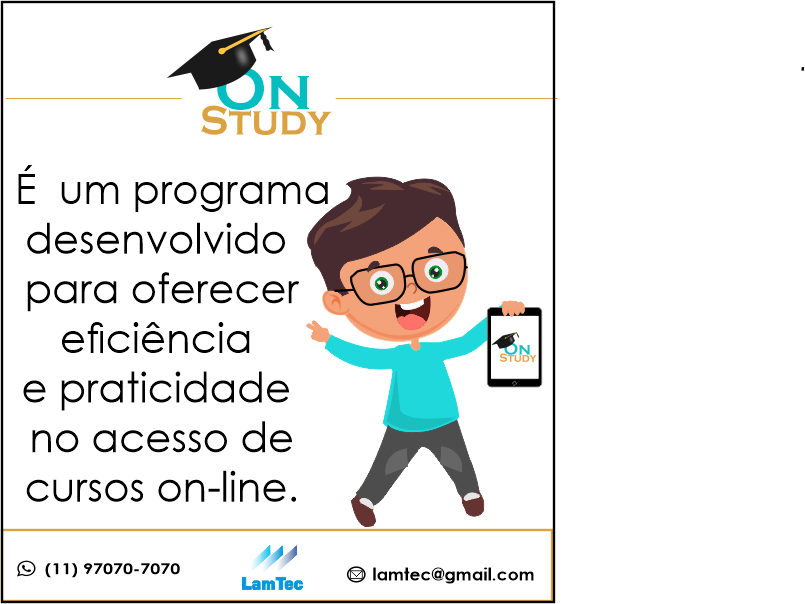 On
Study
É um programa
desenvolvido
para oferecer
eficiência
e praticidade
no acesso de
cursos on-line.
On
Study
(11) 97070-7070
LamTec
lamtec@gmail.com
.